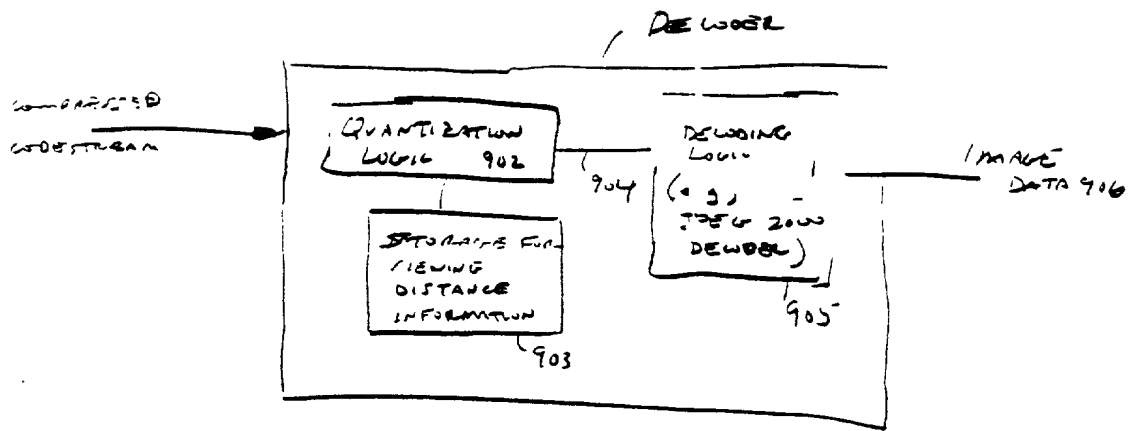 DECODER
COMPRESSED
CODESTREAM
QUANTIZATION
LOGIC 902
904
DECODING
LOGIC
(e.g.,
JPEG 2000
DECODER)
905
IMAGE
DATA 906
STORAGE FOR
VIEWING
DISTANCE
INFORMATION
903